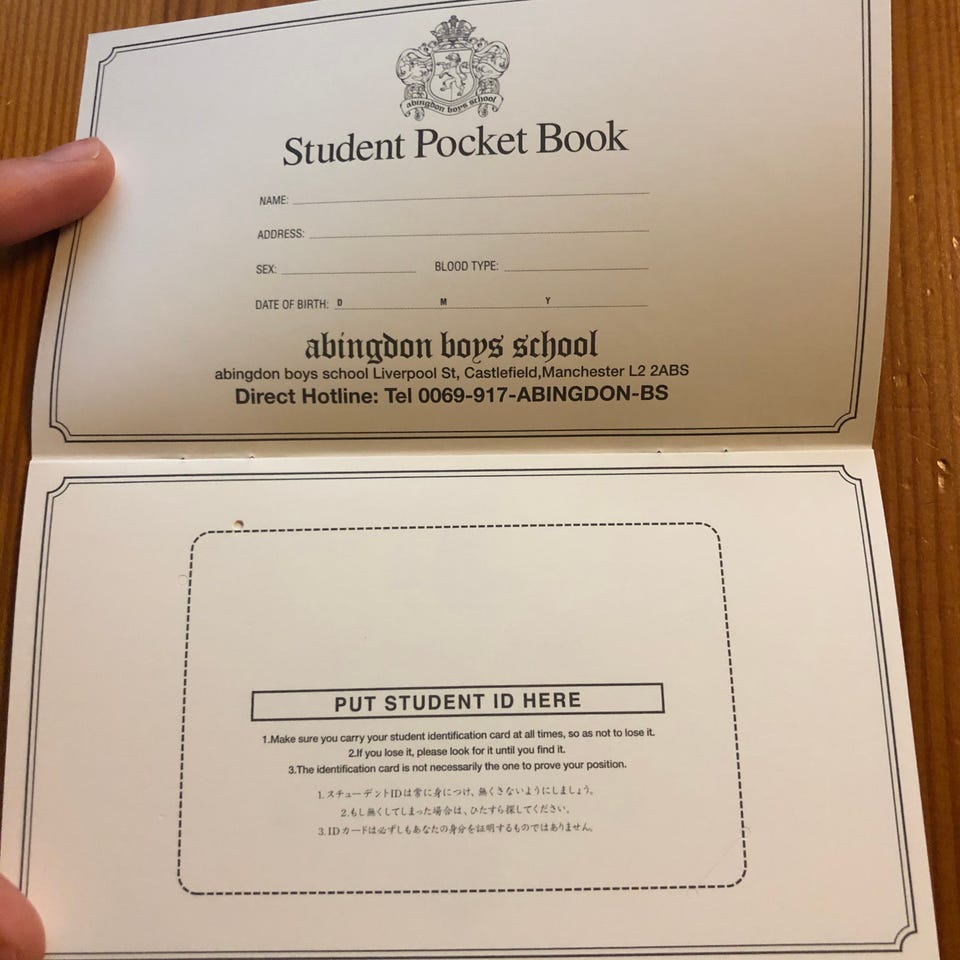 abingdon boys school
Student Pocket Book
NAME:
ADDRESS:
SEX: BLOOD TYPE:
DATE OF BIRTH: D M Y
abingdon boys school
abingdon boys school Liverpool St, Castlefield,Manchester L2 2ABS
Direct Hotline: Tel 0069-917-ABINGDON-BS
PUT STUDENT ID HERE
1.Make sure you carry your student identification card at all times, so as not to lose it.
2.If you lose it, please look for it until you find it.
3.The identification card is not necessarily the one to prove your position.
1.スチューデントIDは常に身につけ、無くさないようにしましょう。
2.もし無くしてしまった場合は、ひたすら探してください。
3.IDカードは必ずしもあなたの身分を証明するものではありません。